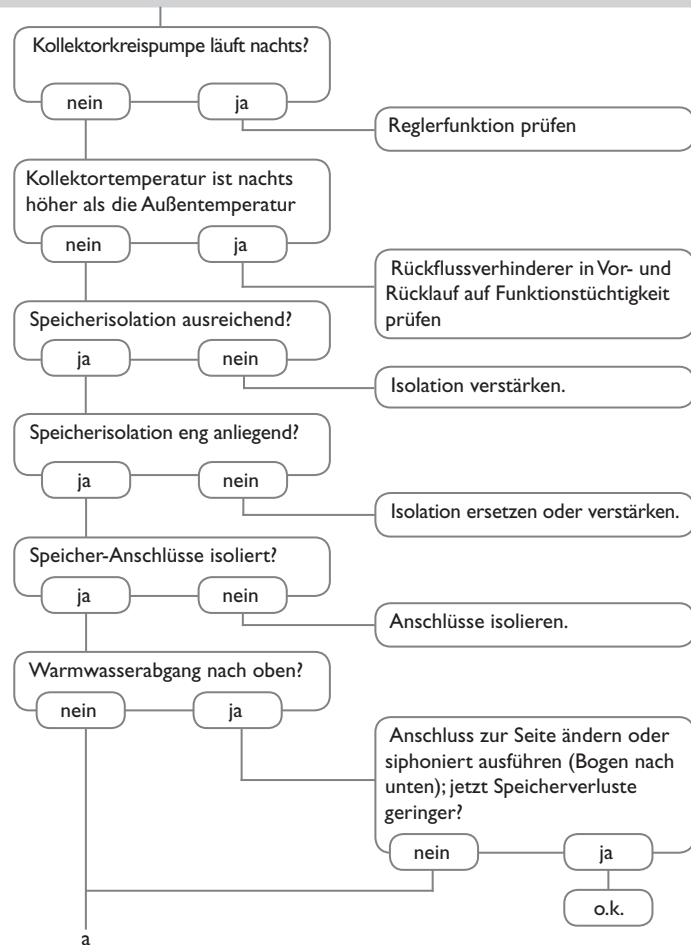 Kollektorkreispumpe läuft nachts?
nein
ja
Reglerfunktion prüfen
Kollektortemperatur ist nachts
höher als die Außentemperatur
nein
ja
Rückflussverhinderer in Vor- und
Rücklauf auf Funktionstüchtigkeit
prüfen
Speicherisolation ausreichend?
ja
nein
Isolation verstärken.
Speicherisolation eng anliegend?
ja
nein
Isolation ersetzen oder verstärken.
Speicher-Anschlüsse isoliert?
ja
nein
Anschlüsse isolieren.
Warmwasserabgang nach oben?
nein
ja
Anschluss zur Seite ändern oder
siphoniert ausführen (Bogen nach
unten); jetzt Speicherverluste
geringer?
nein
ja
o.k.
a